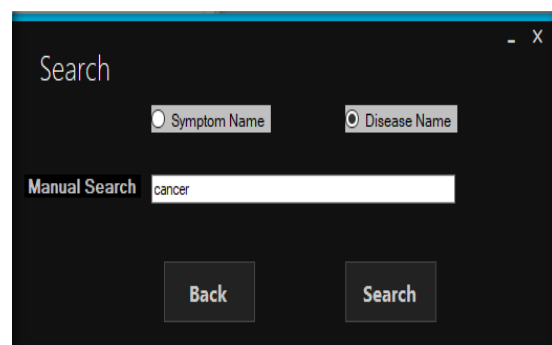 - X
Search
Symptom Name Disease Name
Manual Search cancer
Back Search